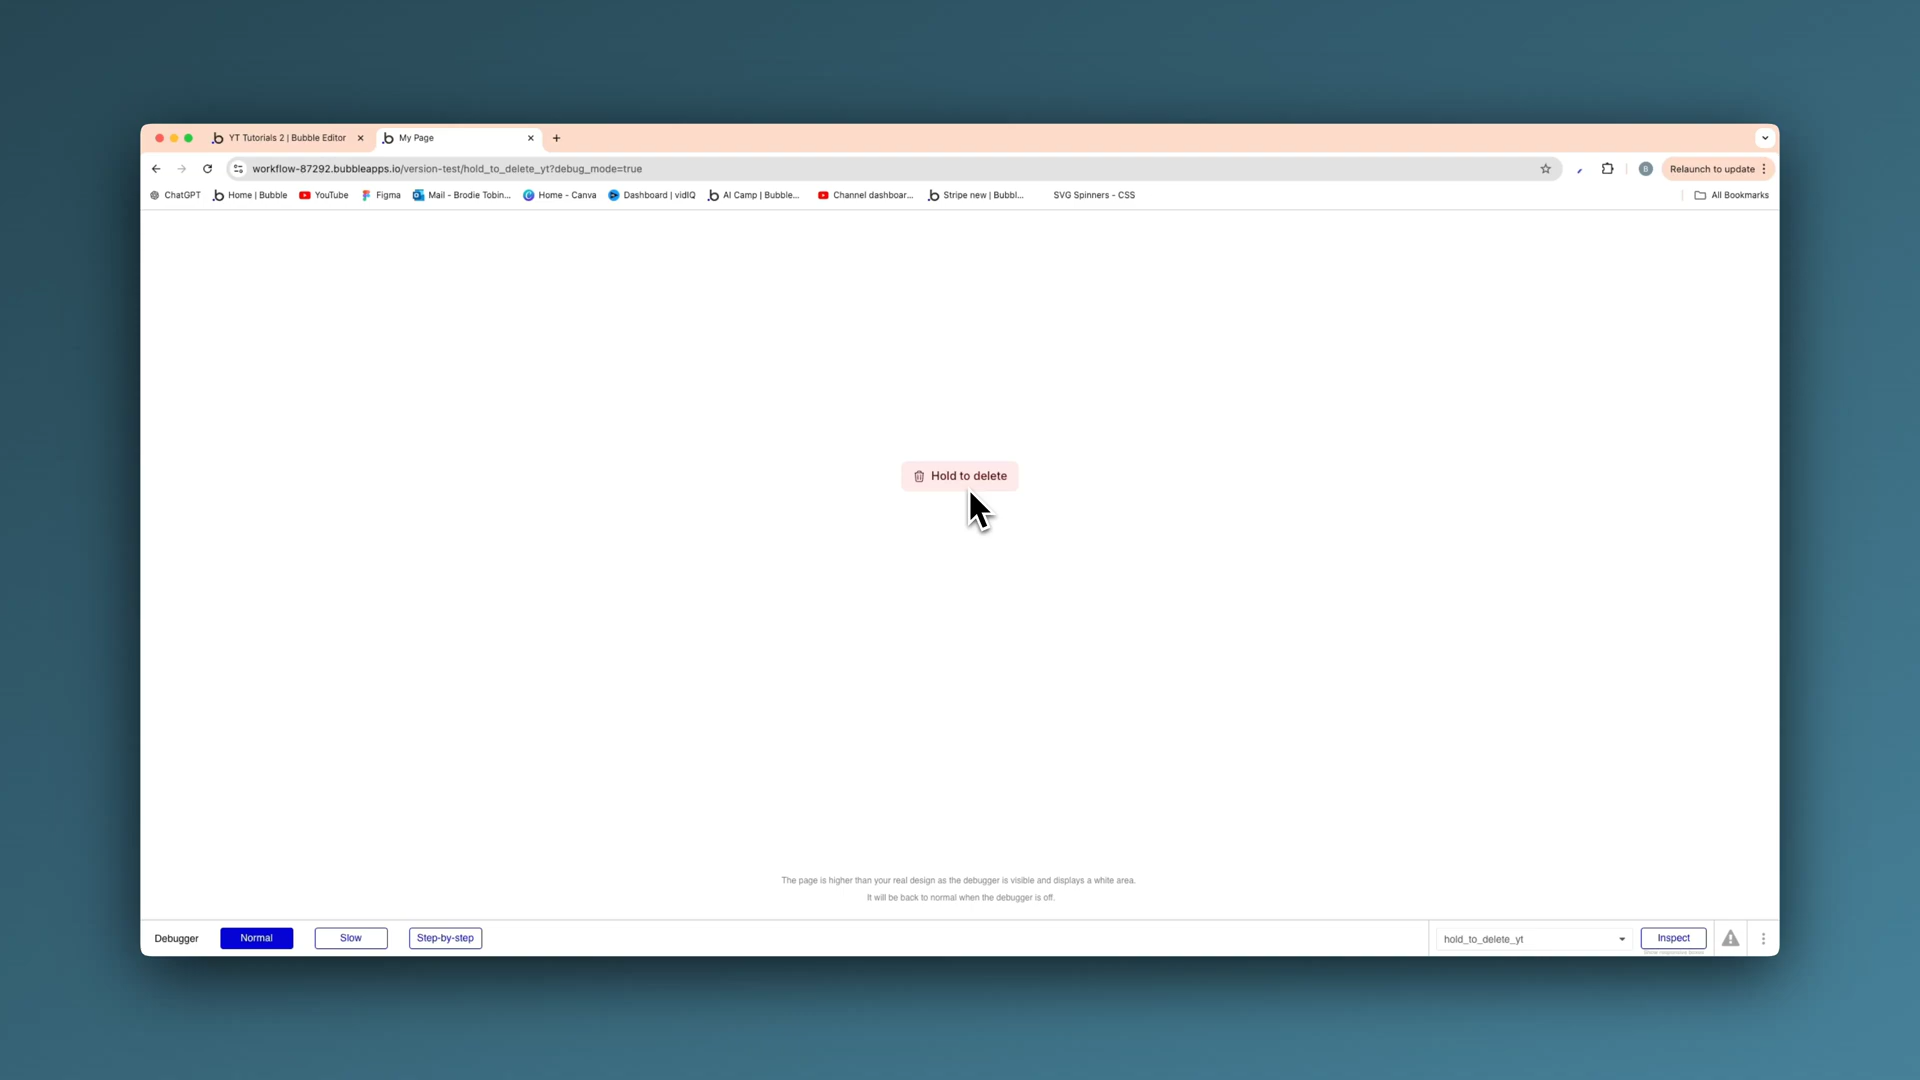 YT Tutorials 2 | Bubble Editor
My Page
workflow-87292.bubbleapps.io/version-test/hold_to_delete_yt?debug_mode=true
B
Relaunch to update
ChatGPT
Home | Bubble
YouTube
Figma
Mail - Brodie Tobin...
Home - Canva
Dashboard | vidIQ
AI Camp | Bubble...
Channel dashboar...
Stripe new | Bubbl...
SVG Spinners - CSS
All Bookmarks
Hold to delete
The page is higher than your real design as the debugger is visible and displays a white area.
It will be back to normal when the debugger is off.
Debugger
Normal
Slow
Step-by-step
hold_to_delete_yt
Inspect